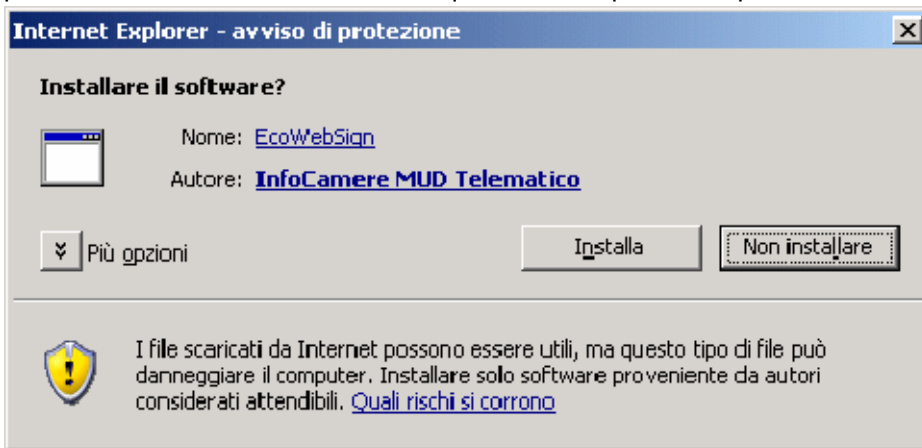 Internet Explorer - avviso di protezione
Installare il software?
Nome: EcoWebSign
Autore: InfoCamere MUD Telematico
Più opzioni
Installa
Non installare
I file scaricati da Internet possono essere utili, ma questo tipo di file può
danneggiare il computer. Installare solo software proveniente da autori
considerati attendibili. Quali rischi si corrono